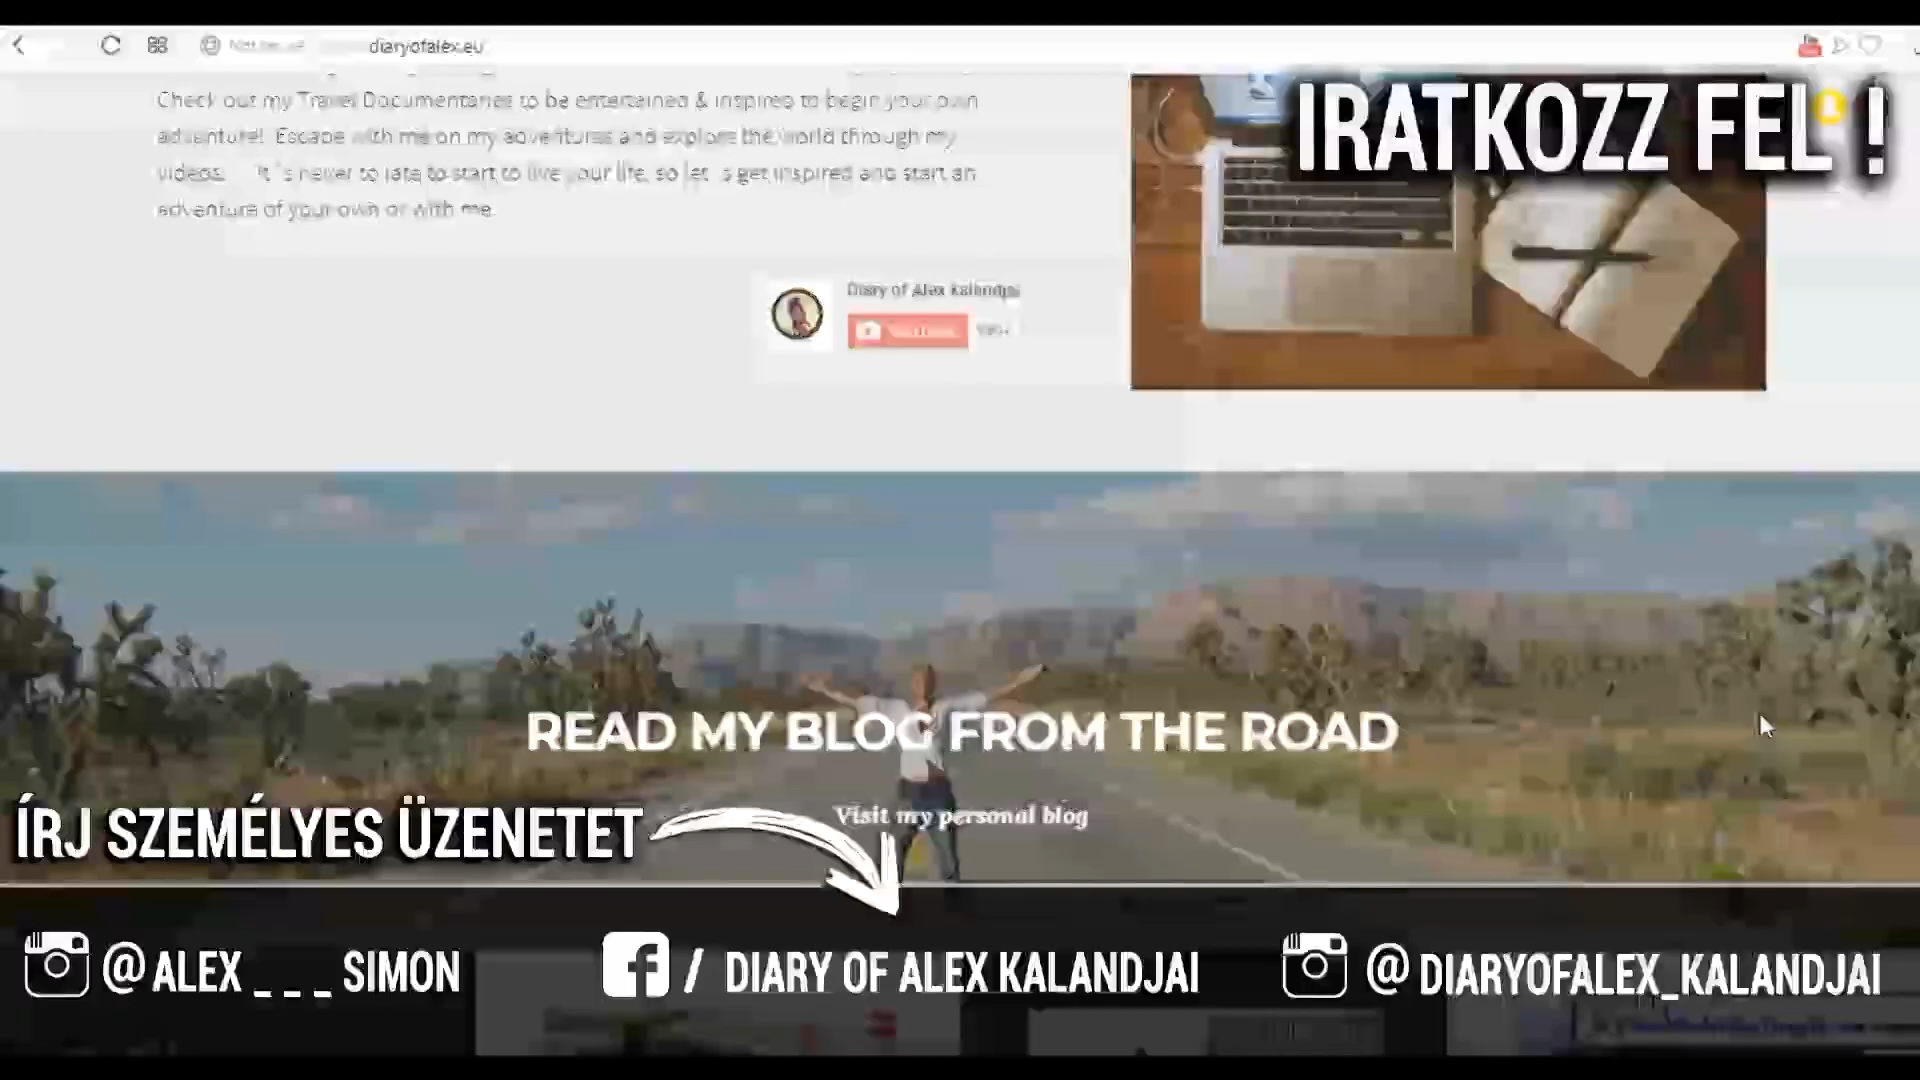 diaryofalex.eu
Check out my Travel Documentaries to be entertained & inspired to begin your own
adventure! Escape with me on my adventures and explore the world through my
videos. It´s never to late to start to live your life, so let´s get inspired and start an
adventure of your own or with me.
IRATKOZZ FEL !
Diary of Alex Kalandjai
READ MY BLOG FROM THE ROAD
Visit my personal blog
ÍRJ SZEMÉLYES ÜZENETET
@ALEX _ _ _ SIMON
/ DIARY OF ALEX KALANDJAI
@DIARYOFALEX_KALANDJAI